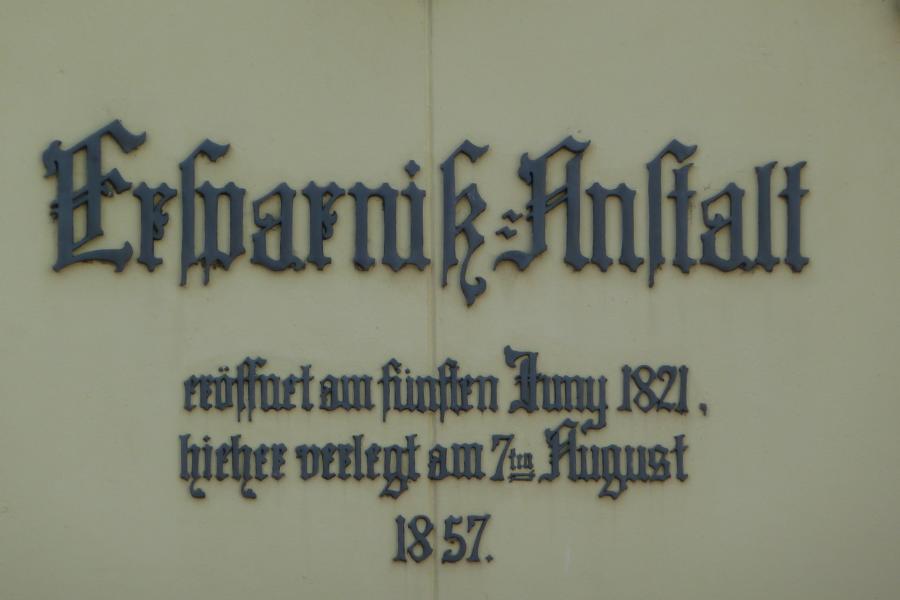 Ersparniß-Anstalt
eröffnet am fünften Juny 1821.
hieher verlegt am 7ten August
1857.